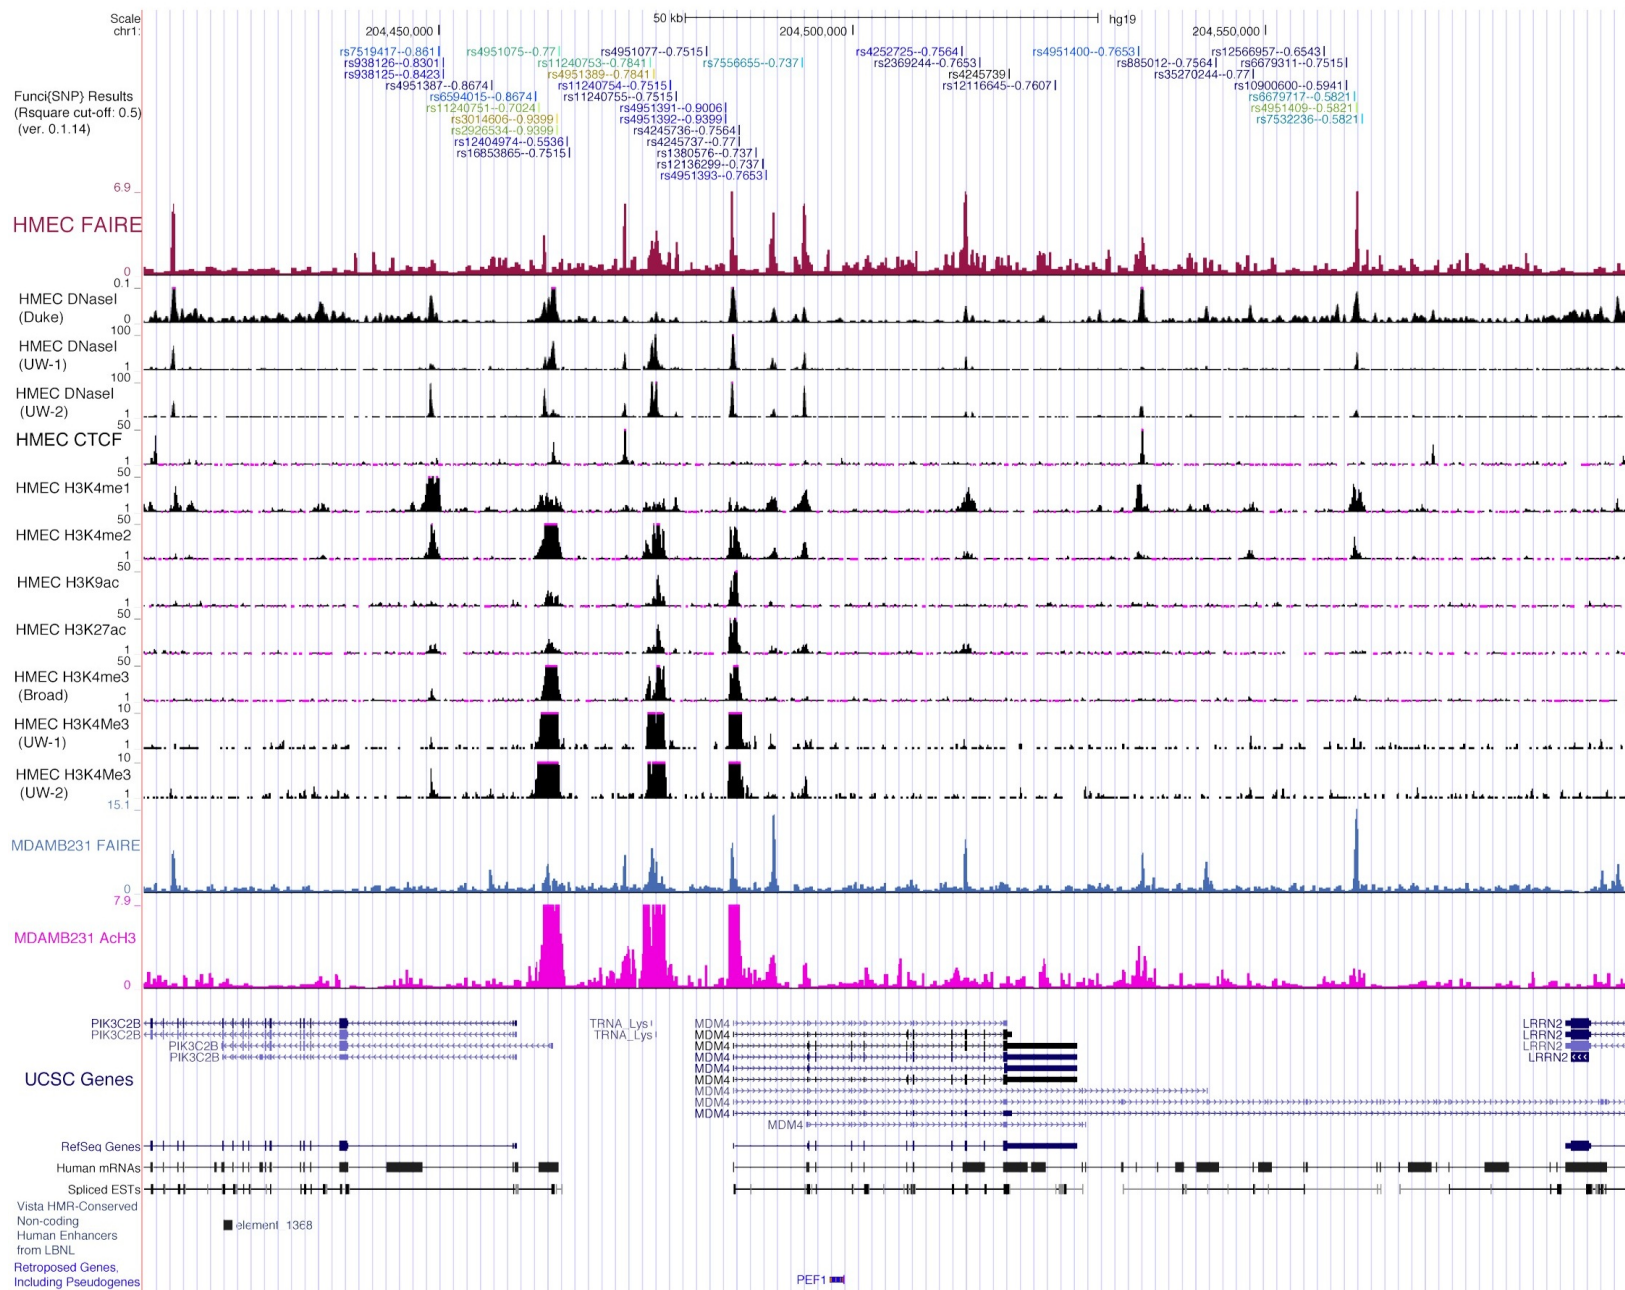 Scale 50 kb hg19
chr1: 204,450,000 204,500,000 204,550,000
rs7519417--0.861 rs4951075--0.77 rs4951077--0.7515 rs4252725--0.7564 rs4951400--0.7653 rs12566957--0.6543
rs938126--0.8301 rs11240753--0.7841 rs7556655--0.737 rs2369244--0.7653 rs885012--0.7564 rs6679311--0.7515
rs938125--0.8423 rs4951389--0.7841 rs4245739 rs35270244--0.77
rs4951387--0.8674 rs11240754--0.7515 rs12116645--0.7607 rs10900600--0.5941
rs6594015--0.8674 rs11240755--0.7515 rs6679717--0.5821
rs11240751--0.7024 rs4951391--0.9006 rs4951409--0.5821
rs3014606--0.9399 rs4951392--0.9399 rs7532236--0.5821
rs2926534--0.9399 rs4245736--0.7564
rs12404974--0.5536 rs4245737--0.77
rs16853865--0.7515 rs1380576--0.737
rs12136299--0.737
rs4951393--0.7653
Funci{SNP} Results
(Rsquare cut-off: 0.5)
(ver. 0.1.14)
6.9
HMEC FAIRE
0
0.1
HMEC DNaseI
(Duke)
0
100
HMEC DNaseI
(UW-1)
1
100
HMEC DNaseI
(UW-2)
1
50
HMEC CTCF
1
50
HMEC H3K4me1
1
50
HMEC H3K4me2
1
50
HMEC H3K9ac
1
50
HMEC H3K27ac
1
50
HMEC H3K4me3
(Broad)
1
10
HMEC H3K4Me3
(UW-1)
1
10
HMEC H3K4Me3
(UW-2)
1
15.1
MDAMB231 FAIRE
0
7.9
MDAMB231 AcH3
0
PIK3C2B TRNA_Lys MDM4 LRRN2
PIK3C2B TRNA_Lys MDM4 LRRN2
PIK3C2B MDM4 LRRN2
PIK3C2B MDM4 LRRN2
MDM4
UCSC Genes MDM4
MDM4
MDM4
MDM4
MDM4
RefSeq Genes
Human mRNAs
Spliced ESTs
Vista HMR-Conserved
Non-coding
Human Enhancers
from LBNL
element 1368
Retroposed Genes,
Including Pseudogenes
PEF1